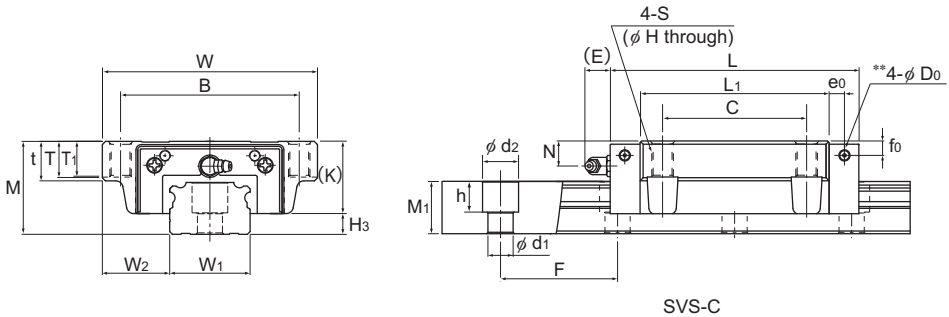 4-S
(φ H through)
W
B
(E)
L
L1
C
e0
**4-φ D0
t
T
T1
M
(K)
H3
W2
W1
N
f0
φ d2
M1
h
φ d1
F
SVS-C